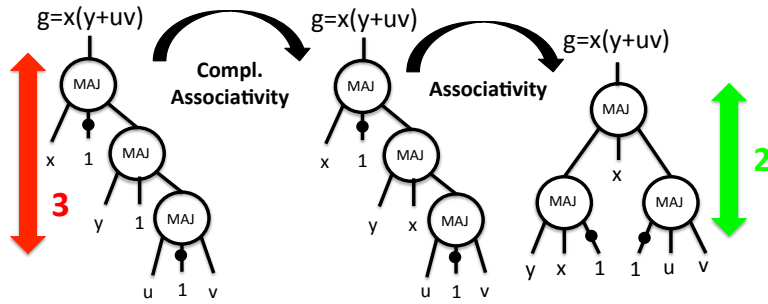 g=x(y+uv)
MAJ
x 1
MAJ
y 1
MAJ
u 1 v
3
Compl.
Associativity
g=x(y+uv)
MAJ
x 1
MAJ
y x
MAJ
u 1 v
Associativity
g=x(y+uv)
MAJ
x
MAJ MAJ
y x 1 1 u v
2